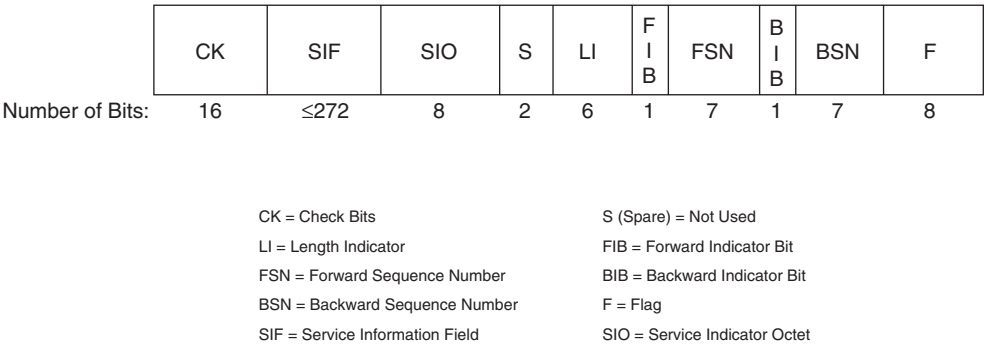 CK SIF SIO S LI FIB FSN BIB BSN F
Number of Bits: 16 ≤272 8 2 6 1 7 1 7 8
CK = Check Bits
LI = Length Indicator
FSN = Forward Sequence Number
BSN = Backward Sequence Number
SIF = Service Information Field
S (Spare) = Not Used
FIB = Forward Indicator Bit
BIB = Backward Indicator Bit
F = Flag
SIO = Service Indicator Octet